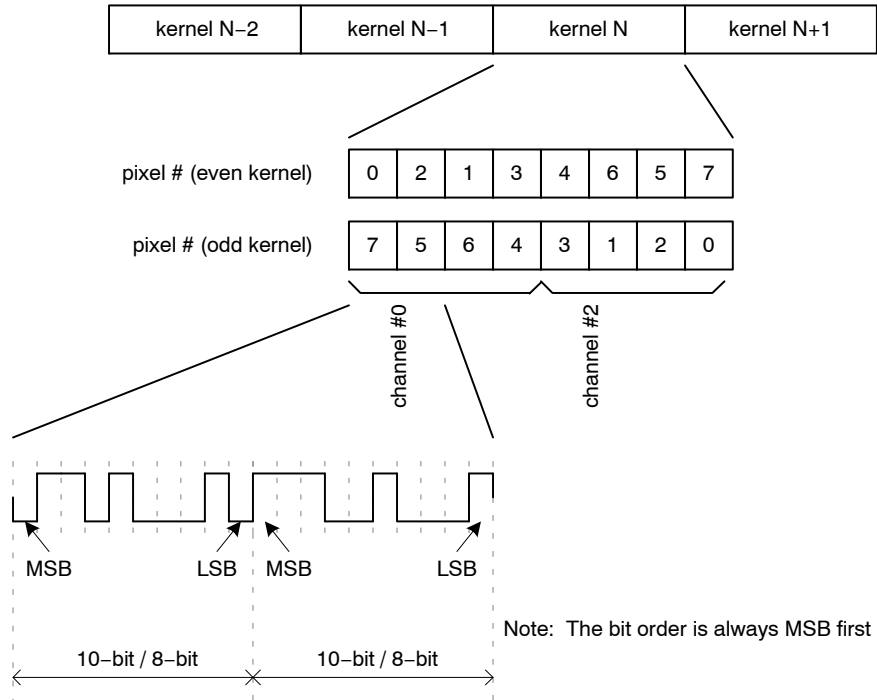 kernel N−2 kernel N−1 kernel N kernel N+1
pixel # (even kernel) 0 2 1 3 4 6 5 7
pixel # (odd kernel) 7 5 6 4 3 1 2 0
channel #0 channel #2
MSB LSB MSB LSB
Note: The bit order is always MSB first
10−bit / 8−bit 10−bit / 8−bit